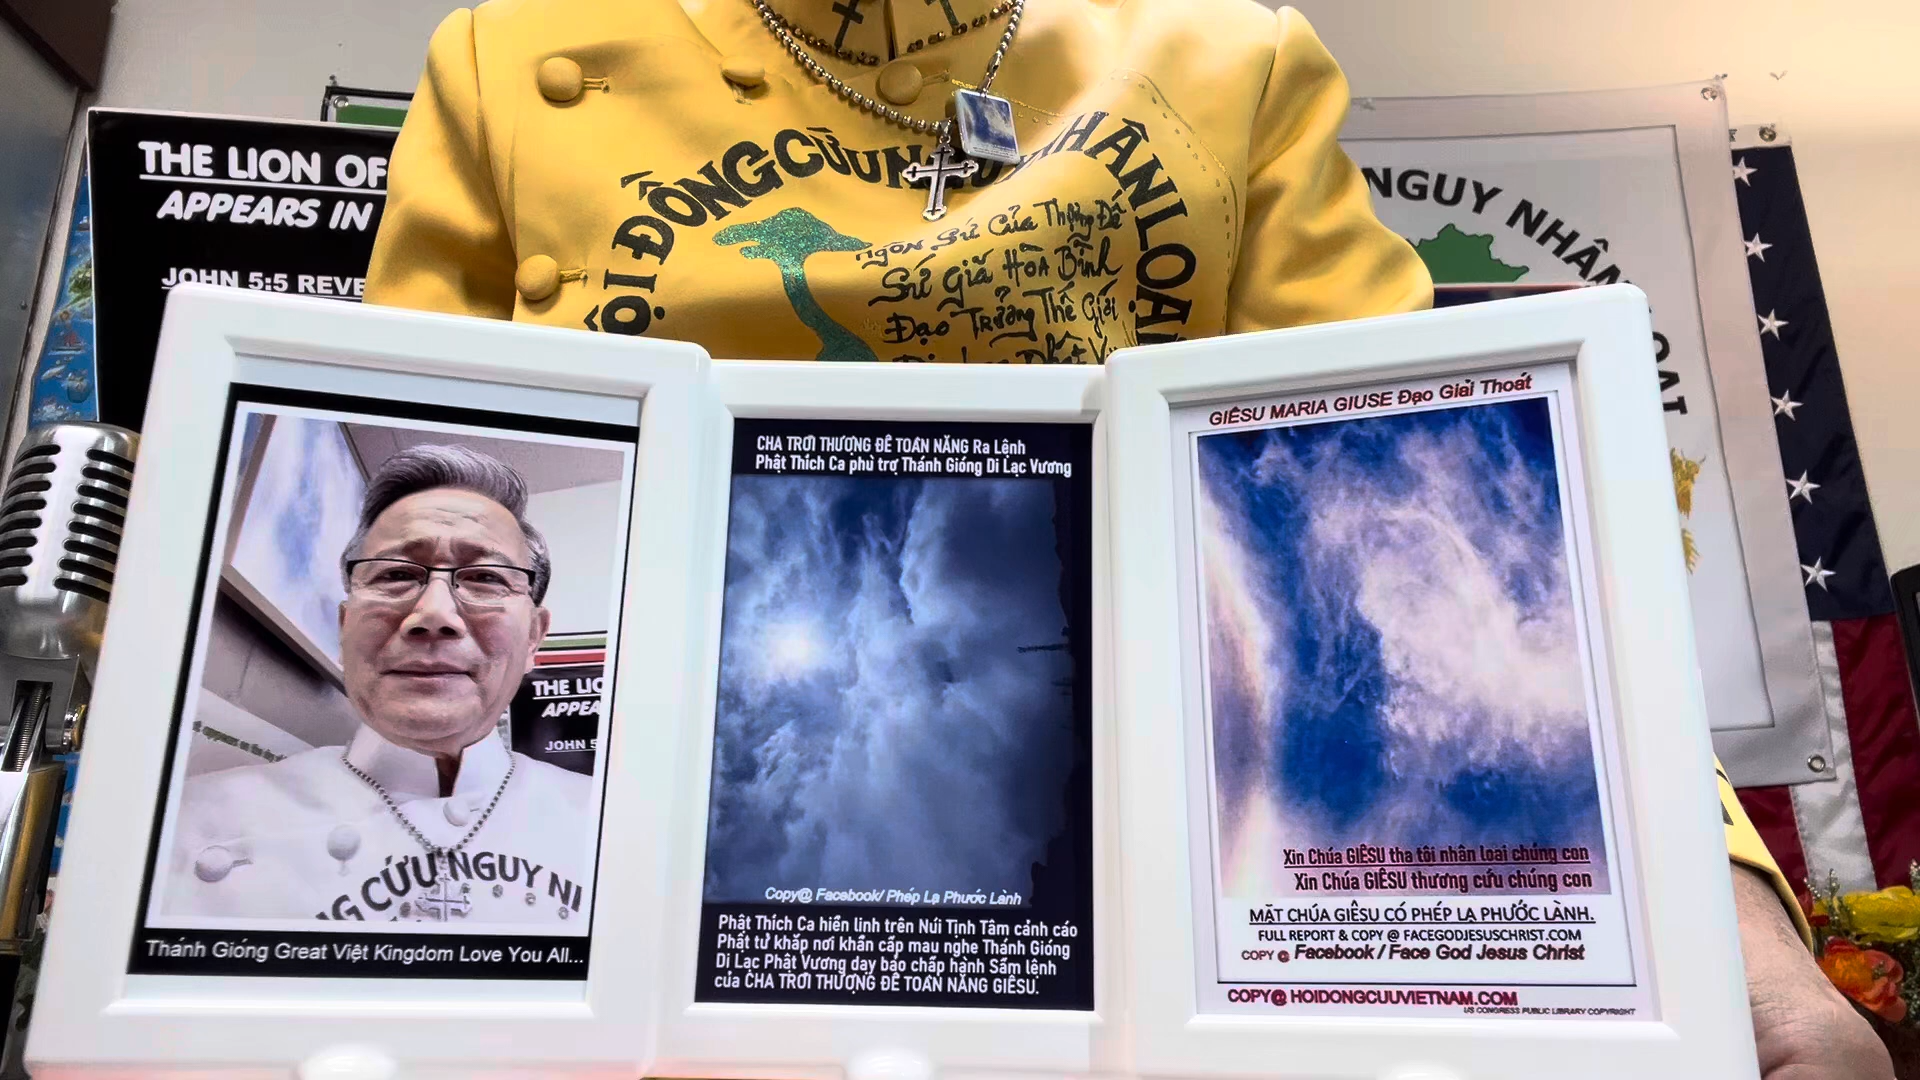 THE LION OF
APPEARS IN
JOHN 5:5 REVE
ỘI ĐỒNG CỨU N HÂN LOẠI
Ngôn Sứ Của Thượng Đế
Sứ Giả Hòa Bình
Đạo Trưởng Thế Giới
NGUY NHÂN LOẠI
THE LIO
APPEA
JOHN 5
G CỨU NGUY N
Thánh Gióng Great Việt Kingdom Love You All...
CHA TRỜI THƯỢNG ĐẾ TOÀN NĂNG Ra Lệnh
Phật Thích Ca phù trợ Thánh Gióng Di Lạc Vương
Copy@ Facebook/ Phép Lạ Phước Lành
Phật Thích Ca hiển linh trên Núi Tịnh Tâm cảnh cáo
Phật tử khắp nơi khẩn cấp mau nghe Thánh Gióng
Di Lạc Phật Vương dạy bảo chấp hành Sấm lệnh
của CHA TRỜI THƯỢNG ĐẾ TOÀN NĂNG GIÊSU.
GIÊSU MARIA GIUSE Đạo Giải Thoát
Xin Chúa GIÊSU tha tội nhân loại chúng con
Xin Chúa GIÊSU thương cứu chúng con
MẶT CHÚA GIÊSU CÓ PHÉP LẠ PHƯỚC LÀNH.
FULL REPORT & COPY @ FACEGODJESUSCHRIST.COM
COPY @ Facebook / Face God Jesus Christ
COPY@ HOIDONGCUUVIETNAM.COM
US CONGRESS PUBLIC LIBRARY COPYRIGHT